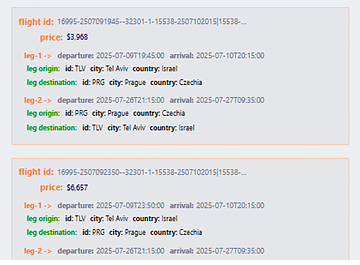 flight id: 16995-2507091945--32301-1-15538-2507102015|15538-...
price: $3,968
leg-1 -> departure: 2025-07-09T19:45:00 arrival: 2025-07-10T20:15:00
leg origin: id: TLV city: Tel Aviv country: Israel
leg destination: id: PRG city: Prague country: Czechia
leg-2 -> departure: 2025-07-26T21:15:00 arrival: 2025-07-27T09:35:00
leg origin: id: PRG city: Prague country: Czechia
leg destination: id: TLV city: Tel Aviv country: Israel
flight id: 16995-2507092350--32301-1-15538-2507102015|15538-...
price: $6,657
leg-1 -> departure: 2025-07-09T23:50:00 arrival: 2025-07-10T20:15:00
leg origin: id: TLV city: Tel Aviv country: Israel
leg destination: id: PRG city: Prague country: Czechia
leg-2 -> departure: 2025-07-26T21:15:00 arrival: 2025-07-27T09:35:00